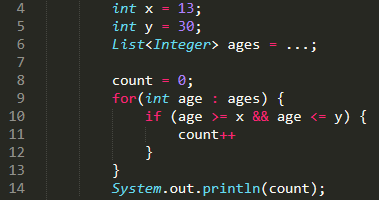 4 int x = 13;
5 int y = 30;
6 List<Integer> ages = ...;
7
8 count = 0;
9 for(int age : ages) {
10 if (age >= x && age <= y) {
11 count++
12 }
13 }
14 System.out.println(count);